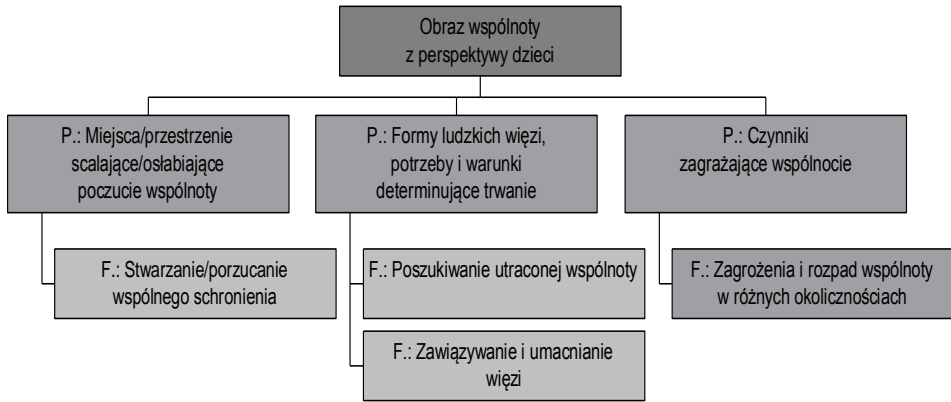 Obraz wspólnoty
z perspektywy dzieci
P.: Miejsca/przestrzenie
scalające/osłabiające
poczucie wspólnoty
P.: Formy ludzkich więzi,
potrzeby i warunki
determinujące trwanie
P.: Czynniki
zagrażające wspólnocie
F.: Stwarzanie/porzucanie
wspólnego schronienia
F.: Poszukiwanie utraconej wspólnoty
F.: Zawiązywanie i umacnianie
więzi
F.: Zagrożenia i rozpad wspólnoty
w różnych okolicznościach